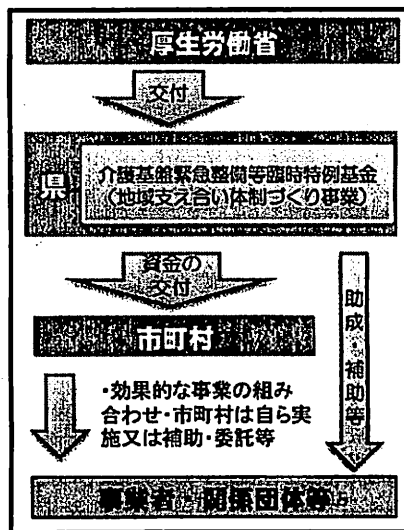 厚生労働省
交付
県
介護基盤緊急整備等臨時特例基金
(地域支え合い体制づくり事業)
資金の
交付
市町村
助成・補助等
・効果的な事業の組み
合わせ・市町村は自ら実
施又は補助・委託等
事業者・関係団体等